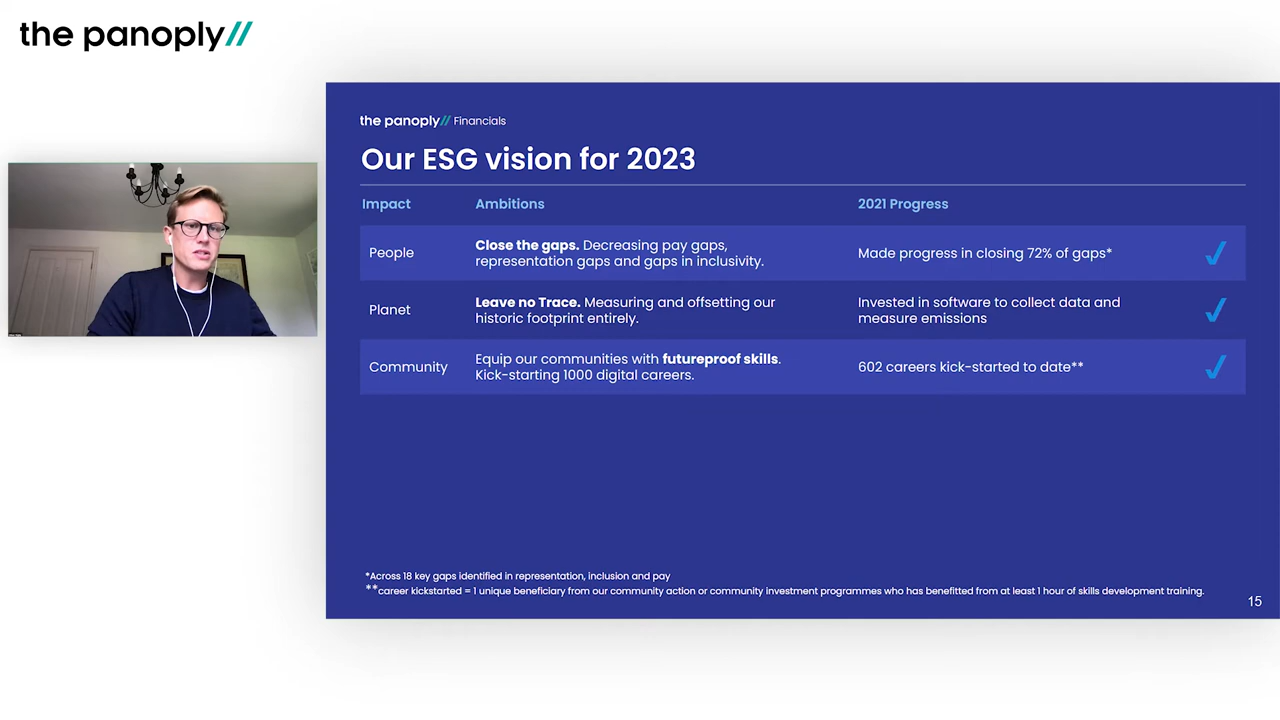 the panoply//
the panoply// Financials
Our ESG vision for 2023
Impact Ambitions 2021 Progress
People
Close the gaps. Decreasing pay gaps,
representation gaps and gaps in inclusivity.
Made progress in closing 72% of gaps*
Planet
Leave no Trace. Measuring and offsetting our
historic footprint entirely.
Invested in software to collect data and
measure emissions
Community
Equip our communities with futureproof skills.
Kick-starting 1000 digital careers.
602 careers kick-started to date**
*Across 18 key gaps identified in representation, inclusion and pay
**career kickstarted = 1 unique beneficiary from our community action or community investment programmes who has benefitted from at least 1 hour of skills development training.
15